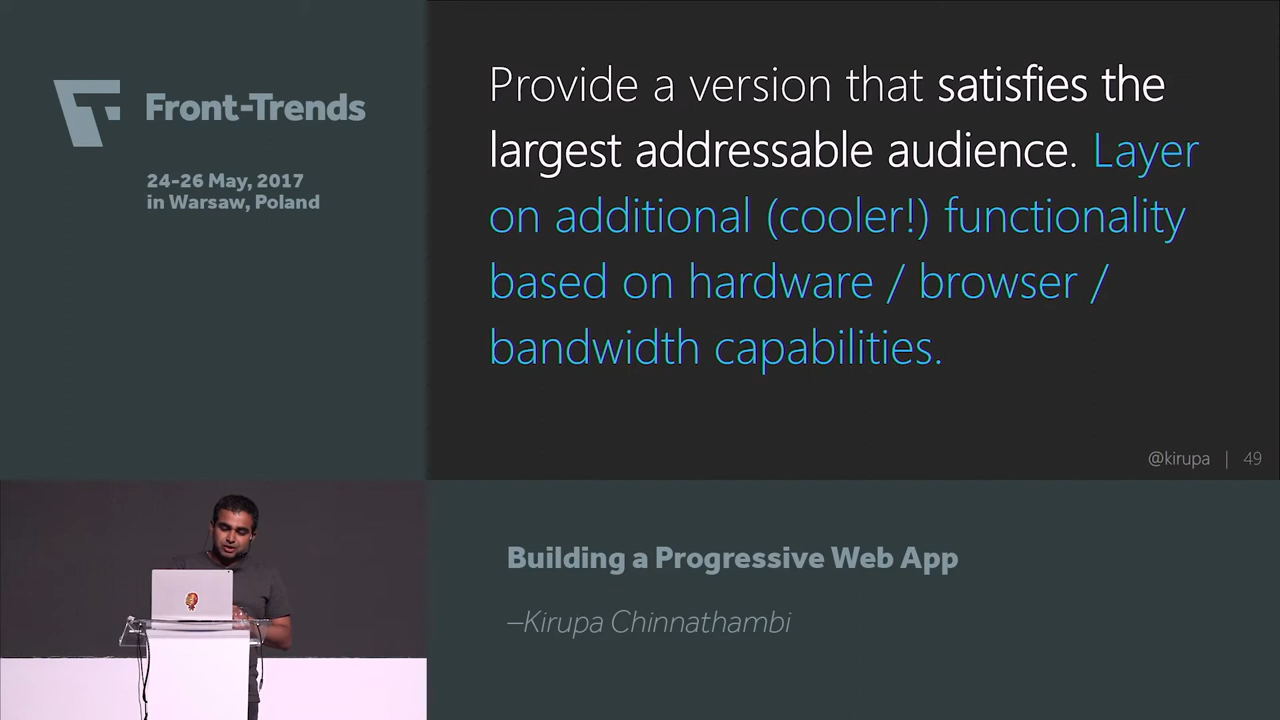 Front-Trends
24-26 May, 2017
in Warsaw, Poland
Provide a version that satisfies the
largest addressable audience. Layer
on additional (cooler!) functionality
based on hardware / browser /
bandwidth capabilities.
@kirupa | 49
Building a Progressive Web App
–Kirupa Chinnathambi